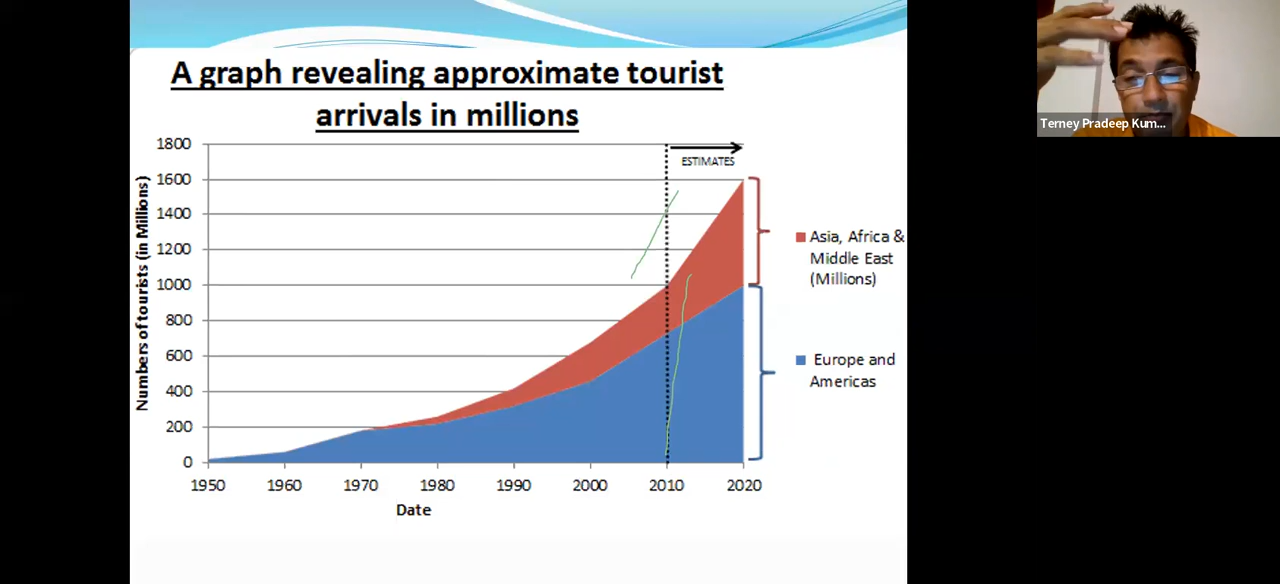 A graph revealing approximate tourist
arrivals in millions
1800
1600
1400
1200
1000
800
600
400
200
0
Numbers of tourists (in Millions)
ESTIMATES
1950 1960 1970 1980 1990 2000 2010 2020
Date
Asia, Africa &
Middle East
(Millions)
Europe and
Americas
Terney Pradeep Kum...